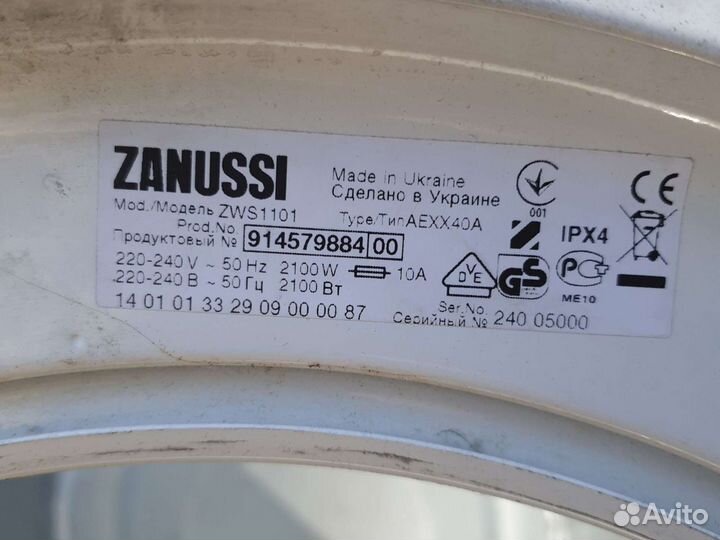 ZANUSSI
Made in Ukraine
Сделано в Украине
Mod./Модель ZWS1101
Type/Тип AEXX40A
Prod.No
Продуктовый № 914579884 00
220-240 V ~ 50 Hz 2100 W 10A
220-240 В ~ 50 Гц 2100 Вт
14 01 01 33 29 09 00 00 87
Ser.No
Серийный № 240 05000
001
CE
IPX4
DVE
GS
РС
ME10
Avito